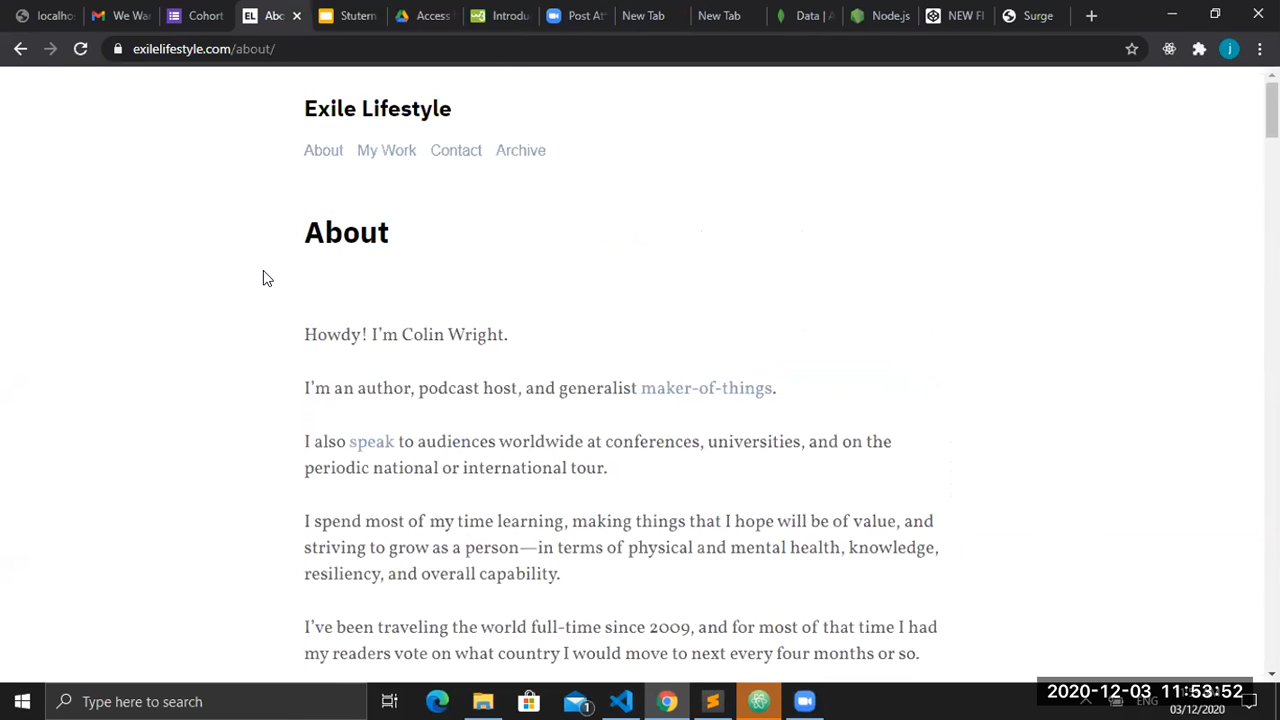 localhos
We Wa
Cohort
EL
Abo
Stutern
Access
Introdu
Post At
New Tab
New Tab
Data | A
Node.js
NEW Fl
Surge
exilelifestyle.com/about/
j
Exile Lifestyle
About My Work Contact Archive
About
Howdy! I’m Colin Wright.
I’m an author, podcast host, and generalist maker-of-things.
I also speak to audiences worldwide at conferences, universities, and on the
periodic national or international tour.
I spend most of my time learning, making things that I hope will be of value, and
striving to grow as a person—in terms of physical and mental health, knowledge,
resiliency, and overall capability.
I’ve been traveling the world full-time since 2009, and for most of that time I had
my readers vote on what country I would move to next every four months or so.
Type here to search
1
ENG
2020-12-03 11:53:52
03/12/2020